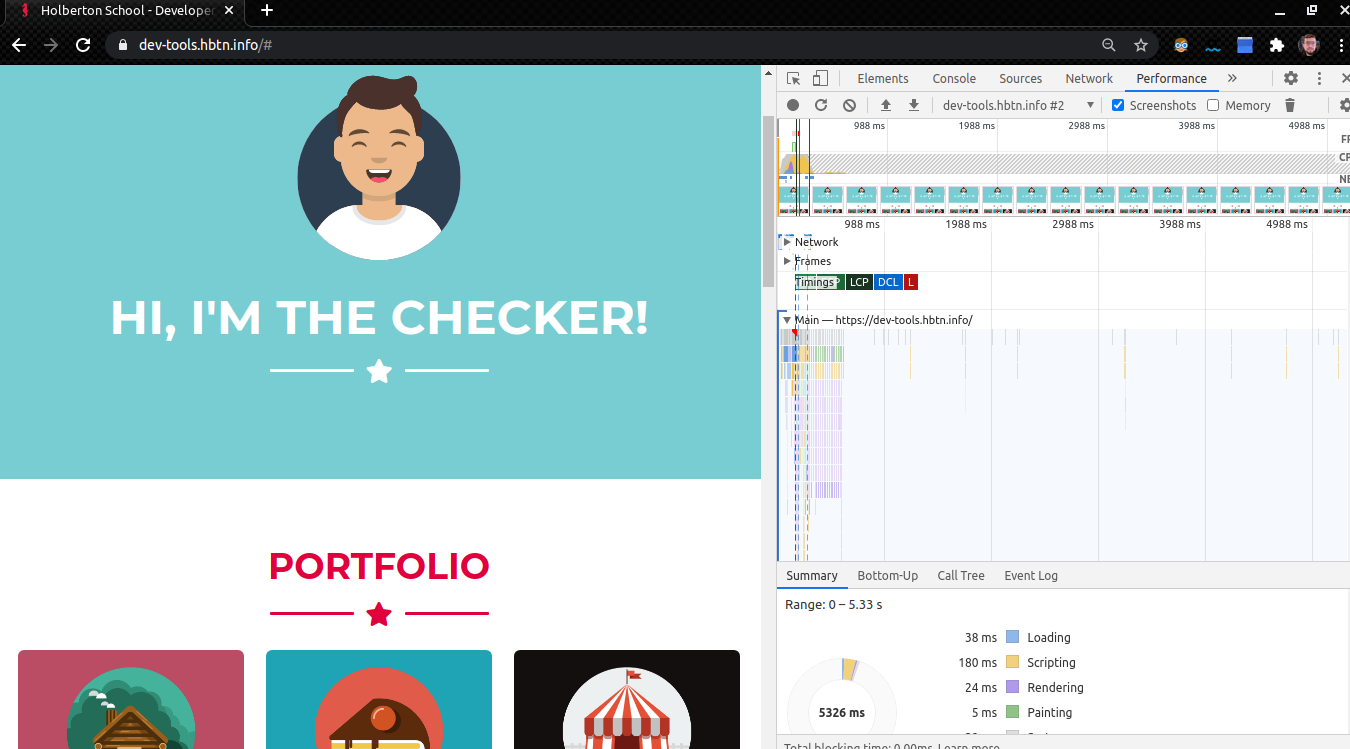 Holberton School - Develope
dev-tools.hbtn.info/#
HI, I'M THE CHECKER!
PORTFOLIO
Elements Console Sources Network Performance »
dev-tools.hbtn.info #2 Screenshots Memory
988 ms 1988 ms 2988 ms 3988 ms 4988 ms
CP
NE
988 ms 1988 ms 2988 ms 3988 ms 4988 ms
Network
Frames
Timings LCP DCL L
Main — https://dev-tools.hbtn.info/
Summary Bottom-Up Call Tree Event Log
Range: 0 – 5.33 s
38 ms Loading
180 ms Scripting
24 ms Rendering
5 ms Painting
5326 ms
Total blocking time: 0.00ms Learn more